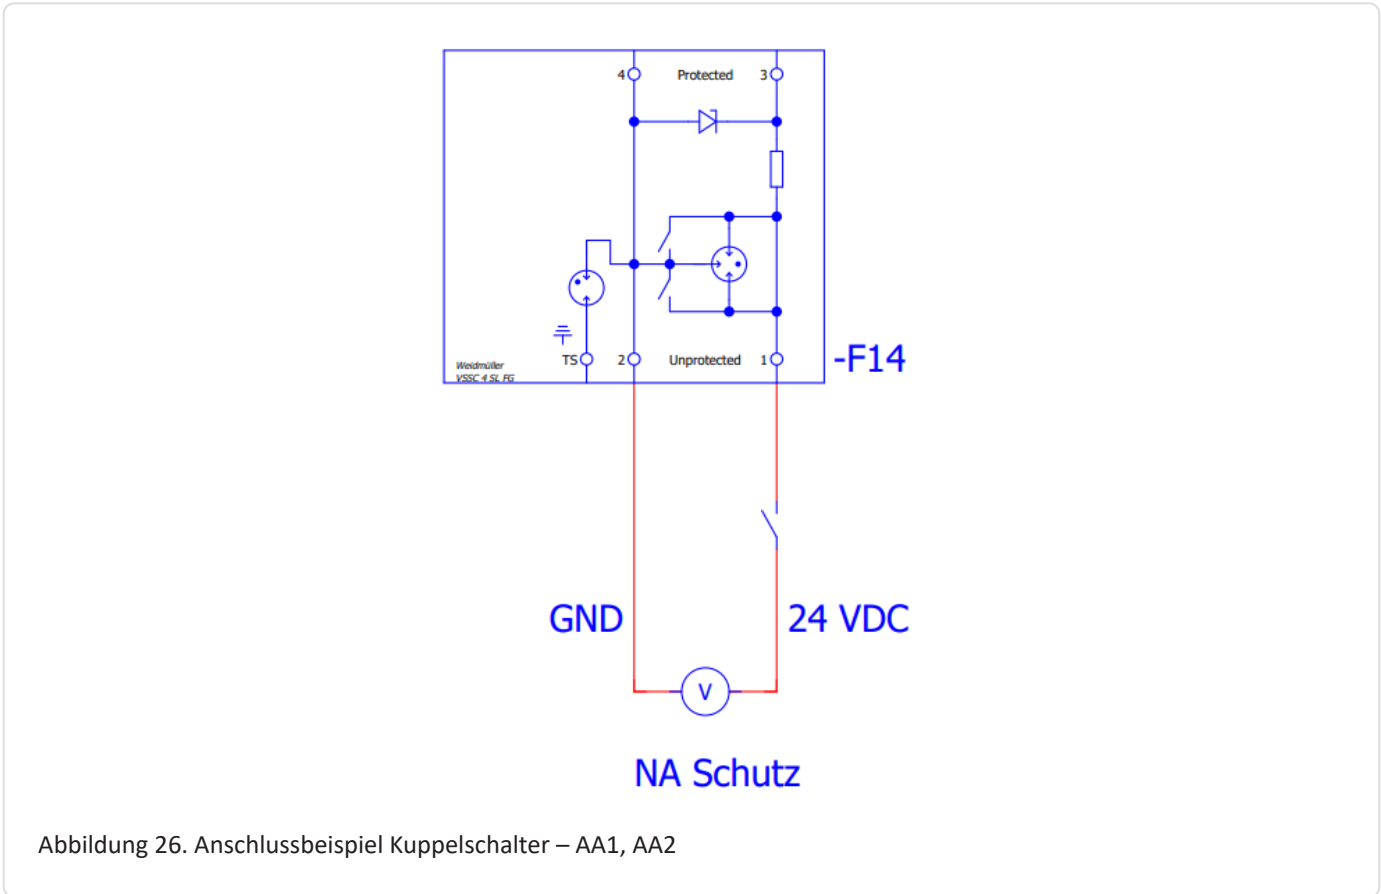 4 Protected 3
TS 2 Unprotected 1
Weidmüller
VSSC 4 SL FG
-F14
GND 24 VDC
V
NA Schutz
Abbildung 26. Anschlussbeispiel Kuppelschalter – AA1, AA2